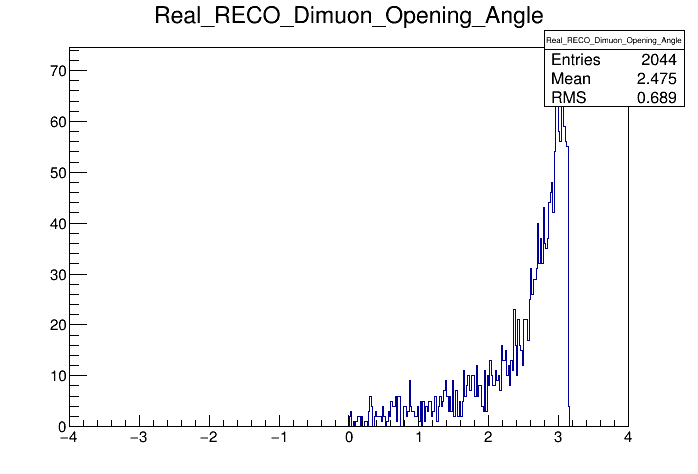 Real_RECO_Dimuon_Opening_Angle
Real_RECO_Dimuon_Opening_Angle
Entries 2044
Mean 2.475
RMS 0.689
70
60
50
40
30
20
10
0
−4 −3 −2 −1 0 1 2 3 4